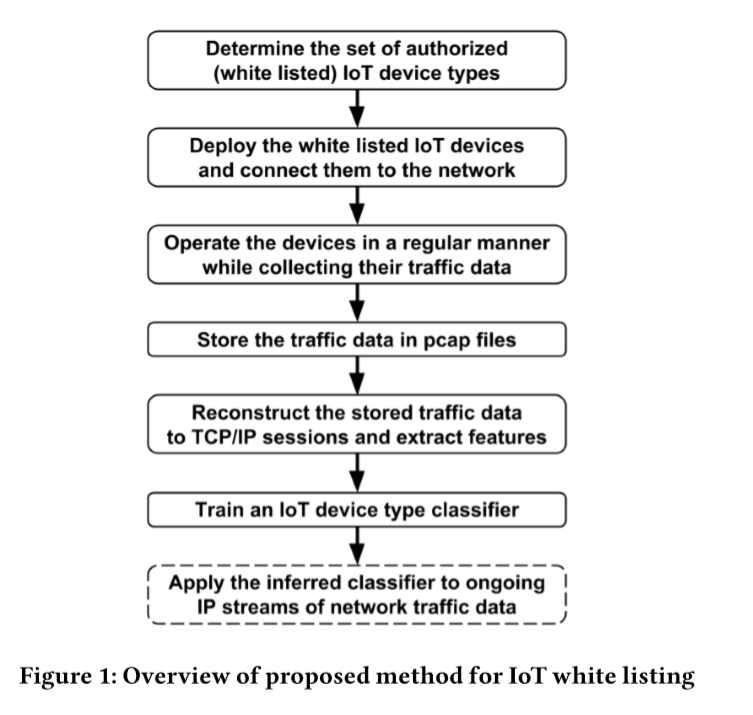 Determine the set of authorized
(white listed) IoT device types
Deploy the white listed IoT devices
and connect them to the network
Operate the devices in a regular manner
while collecting their traffic data
Store the traffic data in pcap files
Reconstruct the stored traffic data
to TCP/IP sessions and extract features
Train an IoT device type classifier
Apply the inferred classifier to ongoing
IP streams of network traffic data
Figure 1: Overview of proposed method for IoT white listing